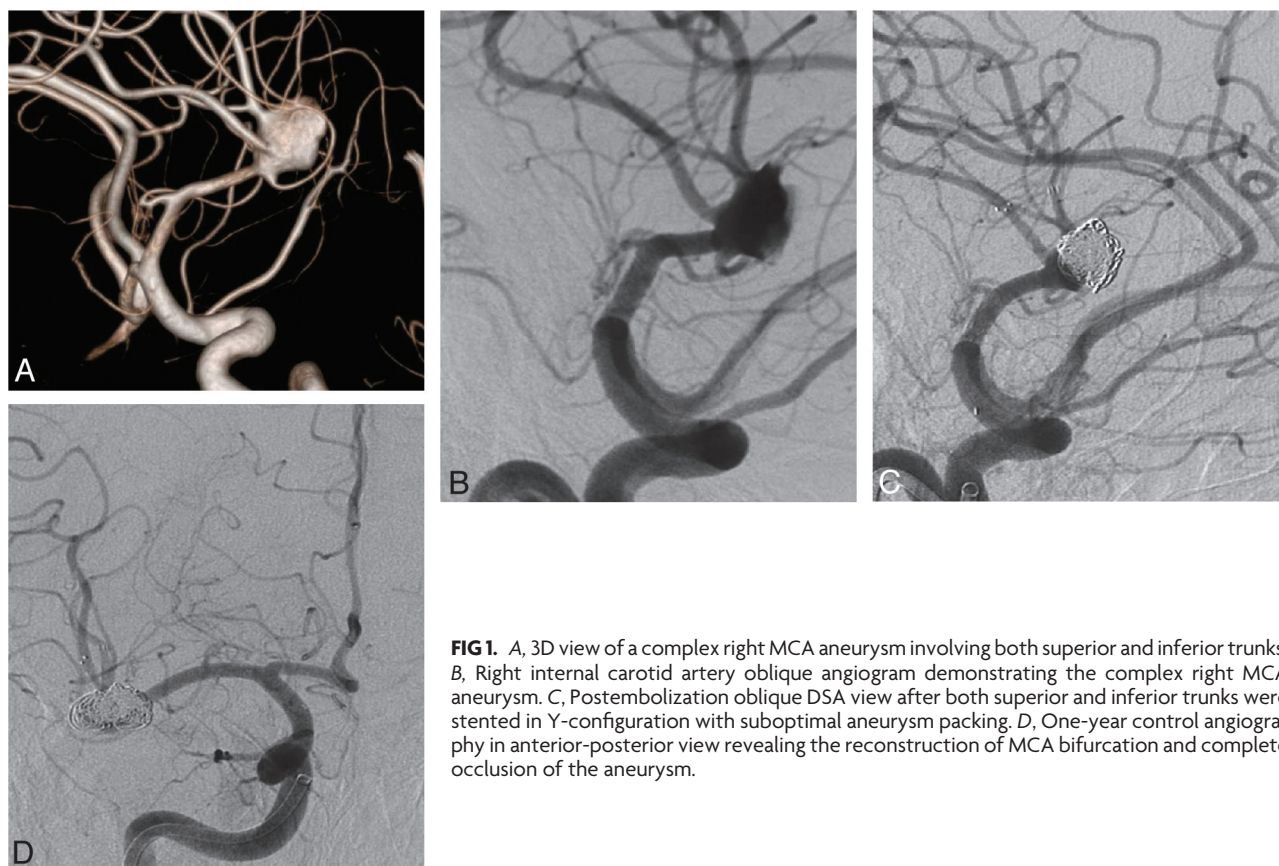 A
B
C
D
FIG 1. A, 3D view of a complex right MCA aneurysm involving both superior and inferior trunks
B, Right internal carotid artery oblique angiogram demonstrating the complex right MCA
aneurysm. C, Postembolization oblique DSA view after both superior and inferior trunks were
stented in Y-configuration with suboptimal aneurysm packing. D, One-year control angiogra
phy in anterior-posterior view revealing the reconstruction of MCA bifurcation and complete
occlusion of the aneurysm.